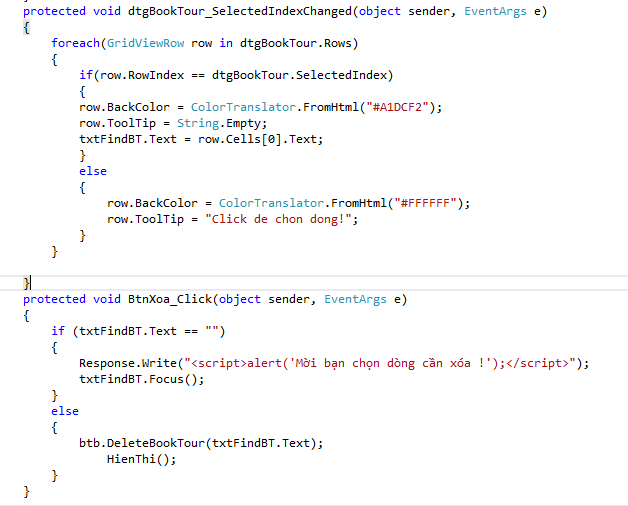 protected void dtgBookTour_SelectedIndexChanged(object sender, EventArgs e)
{
    foreach(GridViewRow row in dtgBookTour.Rows)
    {
        if(row.RowIndex == dtgBookTour.SelectedIndex)
        {
        row.BackColor = ColorTranslator.FromHtml("#A1DCF2");
        row.ToolTip = String.Empty;
        txtFindBT.Text = row.Cells[0].Text;
        }
        else
        {
            row.BackColor = ColorTranslator.FromHtml("#FFFFFF");
            row.ToolTip = "Click de chon dong!";
        }
    }

}
protected void BtnXoa_Click(object sender, EventArgs e)
{
    if (txtFindBT.Text == "")
    {
        Response.Write("<script>alert('Mời bạn chọn dòng cần xóa !');</script>");
        txtFindBT.Focus();
    }
    else
    {
        btb.DeleteBookTour(txtFindBT.Text);
            HienThi();
    }
}